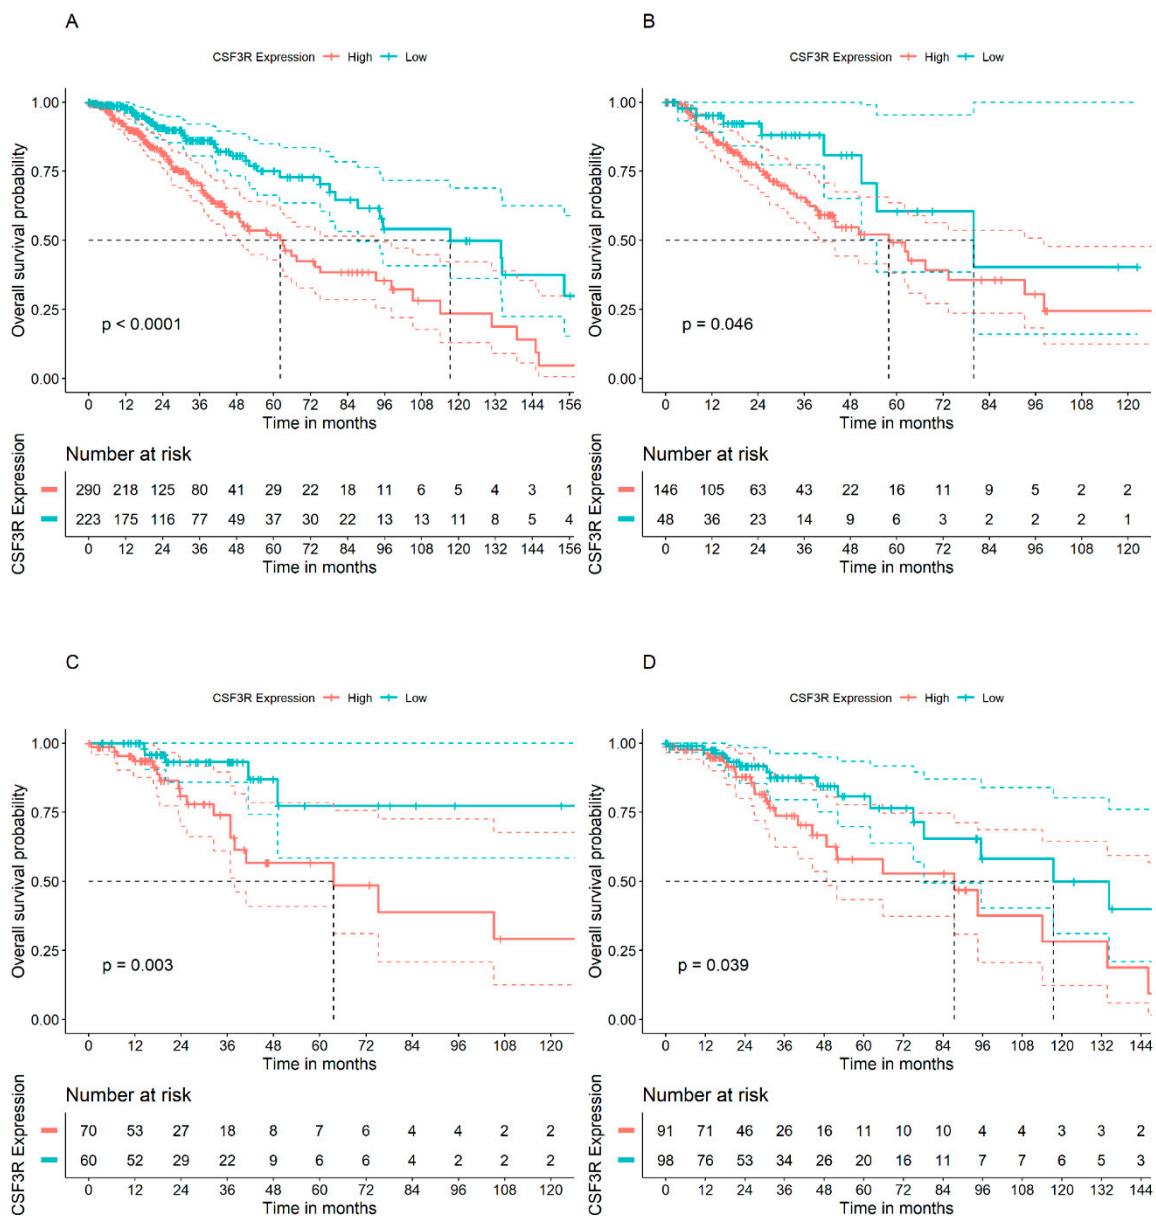 A
CSF3R Expression High Low
Overall survival probability
1.00
0.75
0.50
0.25
0.00
p < 0.0001
0 12 24 36 48 60 72 84 96 108 120 132 144 156
Time in months
Number at risk
CSF3R Expression
290 218 125 80 41 29 22 18 11 6 5 4 3 1
223 175 116 77 49 37 30 22 13 13 11 8 5 4
0 12 24 36 48 60 72 84 96 108 120 132 144 156
Time in months
B
CSF3R Expression High Low
Overall survival probability
1.00
0.75
0.50
0.25
0.00
p = 0.046
0 12 24 36 48 60 72 84 96 108 120
Time in months
Number at risk
CSF3R Expression
146 105 63 43 22 16 11 9 5 2 2
48 36 23 14 9 6 3 2 2 2 1
0 12 24 36 48 60 72 84 96 108 120
Time in months
C
CSF3R Expression High Low
Overall survival probability
1.00
0.75
0.50
0.25
0.00
p = 0.003
0 12 24 36 48 60 72 84 96 108 120
Time in months
Number at risk
CSF3R Expression
70 53 27 18 8 7 6 4 4 2 2
60 52 29 22 9 6 6 4 2 2 2
0 12 24 36 48 60 72 84 96 108 120
Time in months
D
CSF3R Expression High Low
Overall survival probability
1.00
0.75
0.50
0.25
0.00
p = 0.039
0 12 24 36 48 60 72 84 96 108 120 132 144
Time in months
Number at risk
CSF3R Expression
91 71 46 26 16 11 10 10 4 4 3 3 2
98 76 53 34 26 20 16 11 7 7 6 5 3
0 12 24 36 48 60 72 84 96 108 120 132 144
Time in months